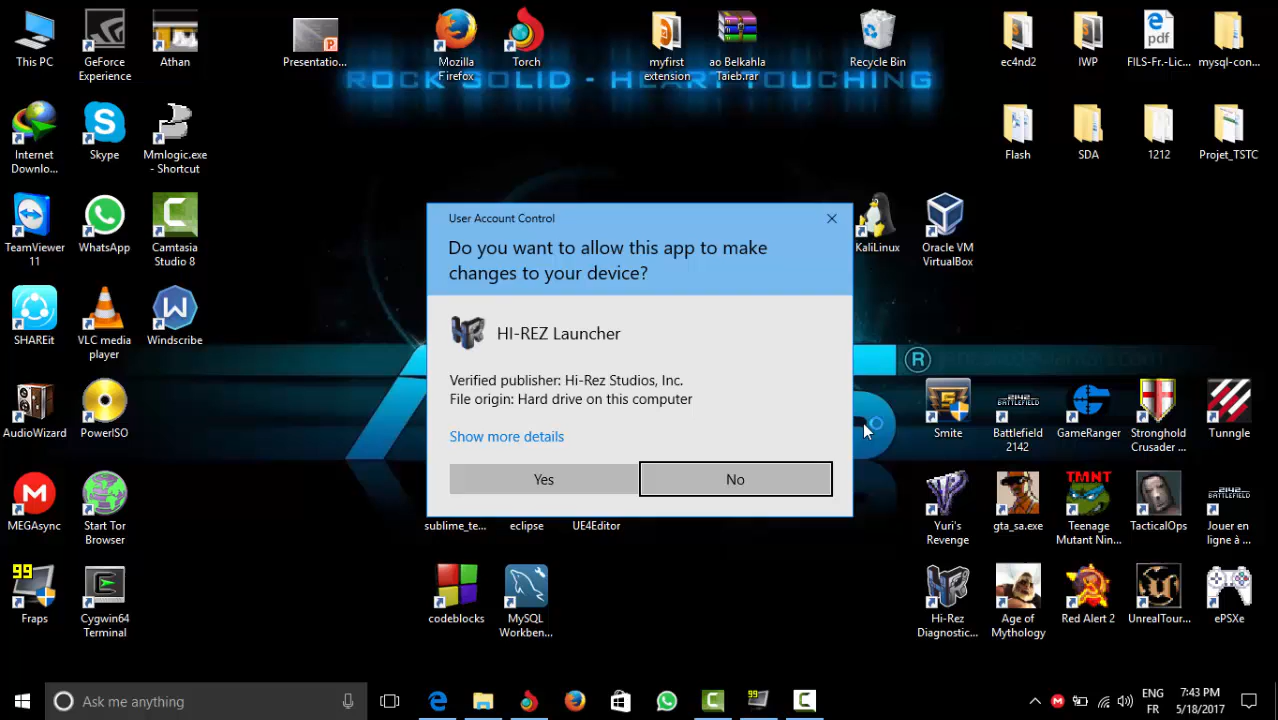 This PC
GeForce
Experience
Athan
Presentatio...
Mozilla
Firefox
Torch
myfirst
extension
ao Belkahla
Taieb.rar
Recycle Bin
ec4nd2
IWP
FILS-Fr.-Lic...
mysql-con...
ROCK SOLID - HEART TOUCHING
Internet
Downlo...
Skype
Mmlogic.exe
- Shortcut
Flash
SDA
1212
Projet_TSTC
TeamViewer
11
WhatsApp
Camtasia
Studio 8
KaliLinux
Oracle VM
VirtualBox
User Account Control
Do you want to allow this app to make
changes to your device?
HI-REZ Launcher
Verified publisher: Hi-Rez Studios, Inc.
File origin: Hard drive on this computer
Show more details
Yes
No
SHAREit
VLC media
player
Windscribe
AudioWizard
PowerISO
Smite
Battlefield
2142
GameRanger
Stronghold
Crusader ...
Tunngle
MEGAsync
Start Tor
Browser
sublime_te...
eclipse
UE4Editor
Yuri's
Revenge
gta_sa.exe
Teenage
Mutant Nin...
TacticalOps
Jouer en
ligne à ...
Fraps
Cygwin64
Terminal
codeblocks
MySQL
Workben...
Hi-Rez
Diagnostic...
Age of
Mythology
Red Alert 2
UnrealTour...
ePSXe
Ask me anything
ENG
FR
7:43 PM
5/18/2017